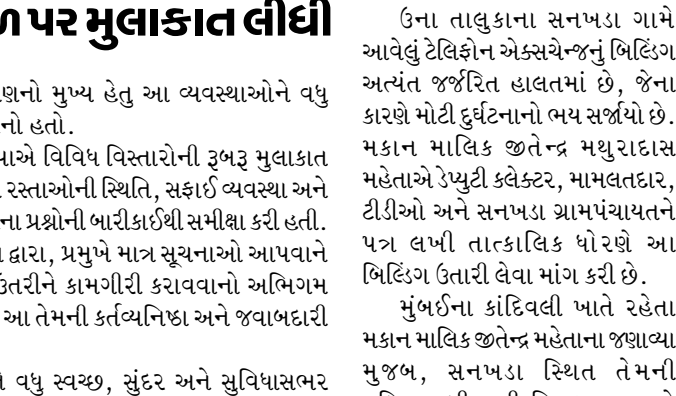 પર મુલાકાત લીધી
મુખ્ય હેતુ આ વ્યવસ્થાઓને વધુ
હતો.
વિવિધ વિસ્તારોની રૂબરૂ મુલાકાત
રસ્તાઓની સ્થિતિ, સફાઈ વ્યવસ્થા અને
પ્રશ્નોની બારીકાઈથી સમીક્ષા કરી હતી.
દ્વારા, પ્રમુખે માત્ર સૂચનાઓ આપવાને
કામગીરી કરાવવાનો અભિગમ
આ તેમની કર્તવ્યનિષ્ઠા અને જવાબદારી
વધુ સ્વચ્છ, સુંદર અને સુવિધાસભર
ઉના તાલુકાના સનખડા ગામે
આવેલું ટેલિફોન એક્સચેન્જનું બિલ્ડિંગ
અત્યંત જર્જરિત હાલતમાં છે, જેના
કારણે મોટી દુર્ઘટનાનો ભય સર્જાયો છે.
મકાન માલિક જીતેન્દ્ર મથુરાદાસ
મહેતાએ ડેપ્યુટી કલેક્ટર, મામલતદાર,
ટીડીઓ અને સનખડા ગ્રામપંચાયતને
પત્ર લખી તાત્કાલિક ધોરણે આ
બિલ્ડિંગ ઉતારી લેવા માંગ કરી છે.
મુંબઈના કાંદિવલી ખાતે રહેતા
મકાન માલિક જીતેન્દ્ર મહેતાના જણાવ્યા
મુજબ, સનખડા સ્થિત તેમની